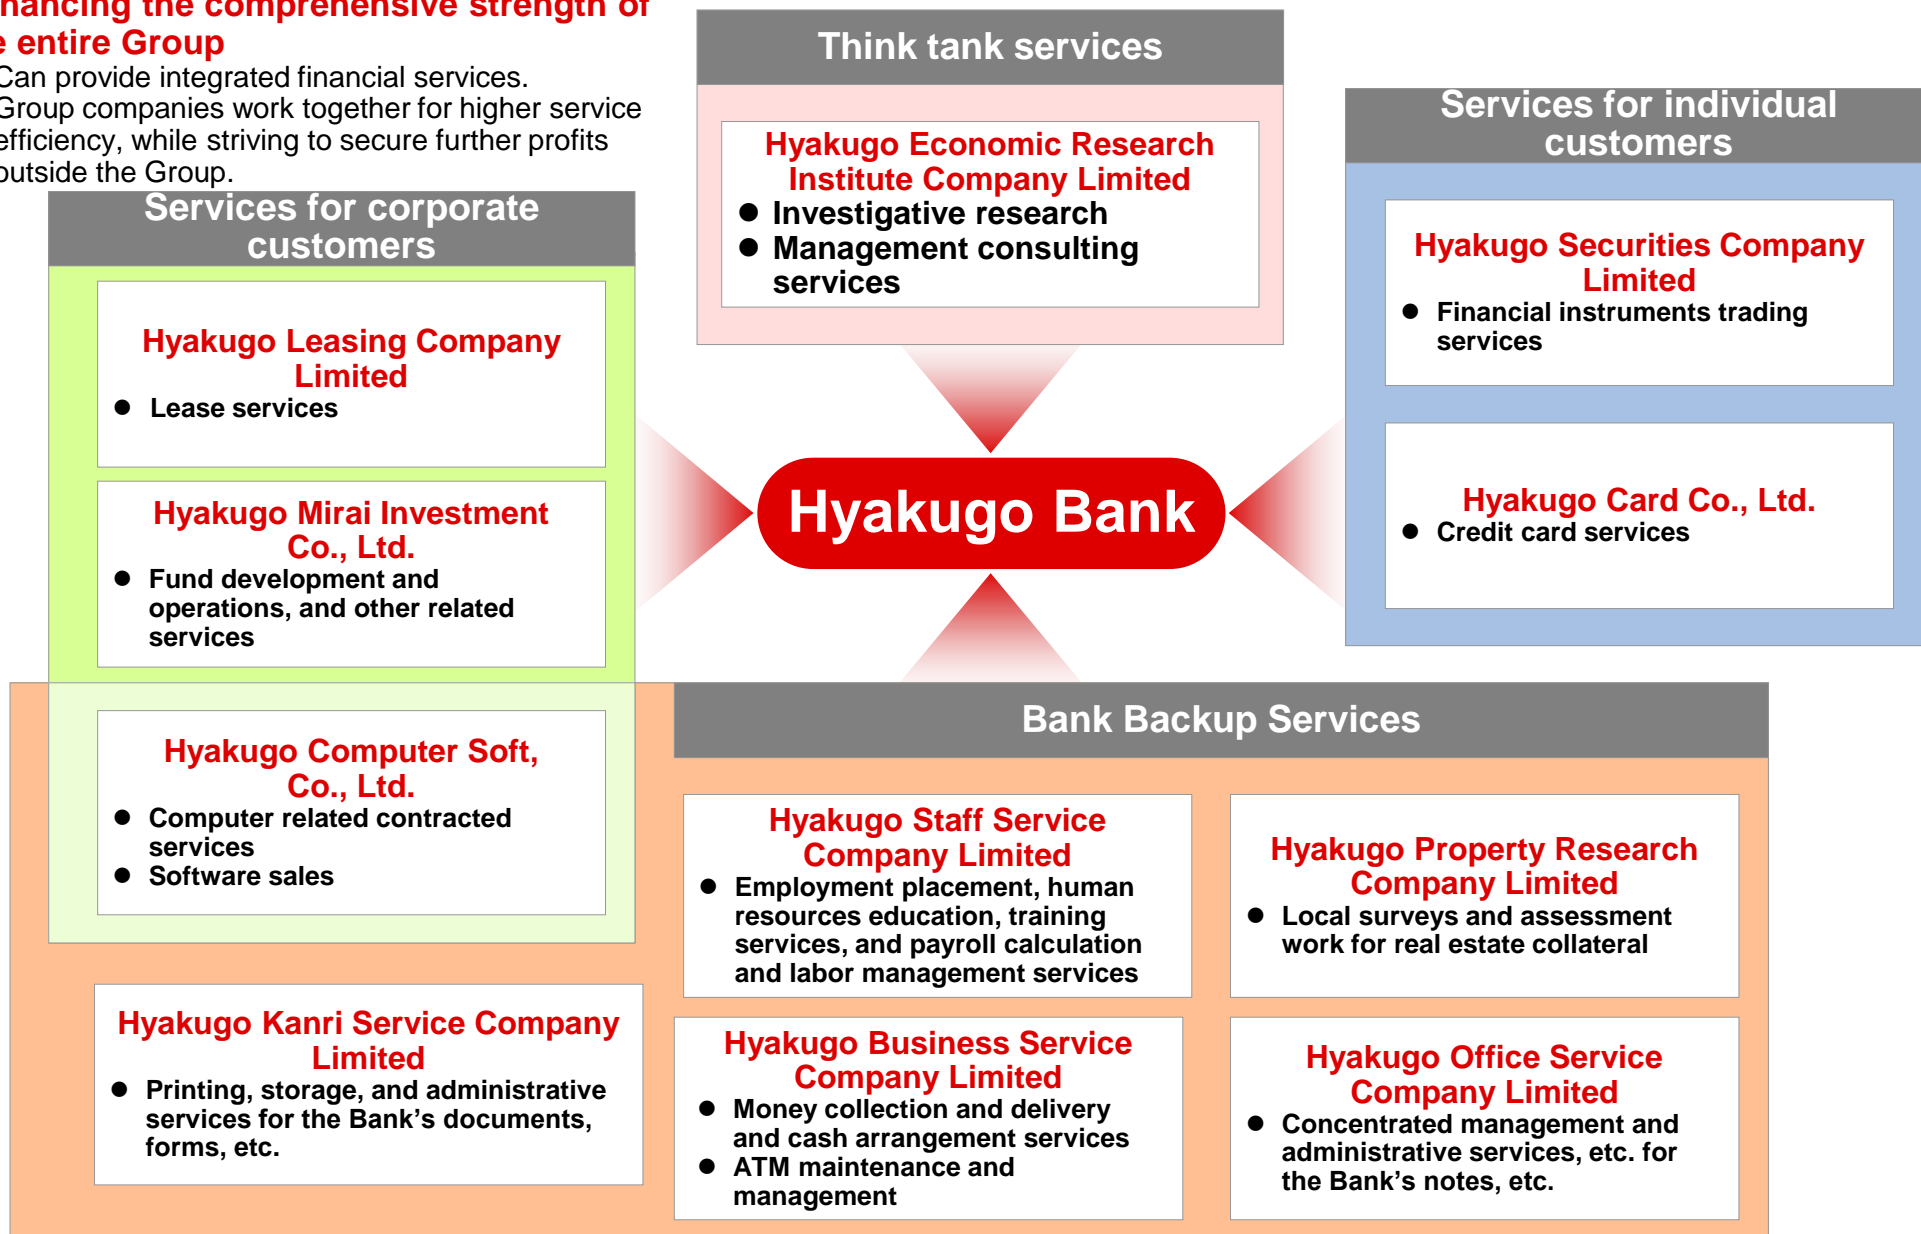 hancing the comprehensive strength of
e entire Group
Can provide integrated financial services.
Group companies work together for higher service
efficiency, while striving to secure further profits
outside the Group.
Think tank services
Hyakugo Economic Research
Institute Company Limited
● Investigative research
● Management consulting
services
Services for individual
customers
Hyakugo Securities Company
Limited
● Financial instruments trading
services
Hyakugo Card Co., Ltd.
● Credit card services
Services for corporate
customers
Hyakugo Leasing Company
Limited
● Lease services
Hyakugo Mirai Investment
Co., Ltd.
● Fund development and
operations, and other related
services
Hyakugo Bank
Hyakugo Computer Soft,
Co., Ltd.
● Computer related contracted
services
● Software sales
Bank Backup Services
Hyakugo Staff Service
Company Limited
● Employment placement, human
resources education, training
services, and payroll calculation
and labor management services
Hyakugo Property Research
Company Limited
● Local surveys and assessment
work for real estate collateral
Hyakugo Kanri Service Company
Limited
● Printing, storage, and administrative
services for the Bank’s documents,
forms, etc.
Hyakugo Business Service
Company Limited
● Money collection and delivery
and cash arrangement services
● ATM maintenance and
management
Hyakugo Office Service
Company Limited
● Concentrated management and
administrative services, etc. for
the Bank’s notes, etc.